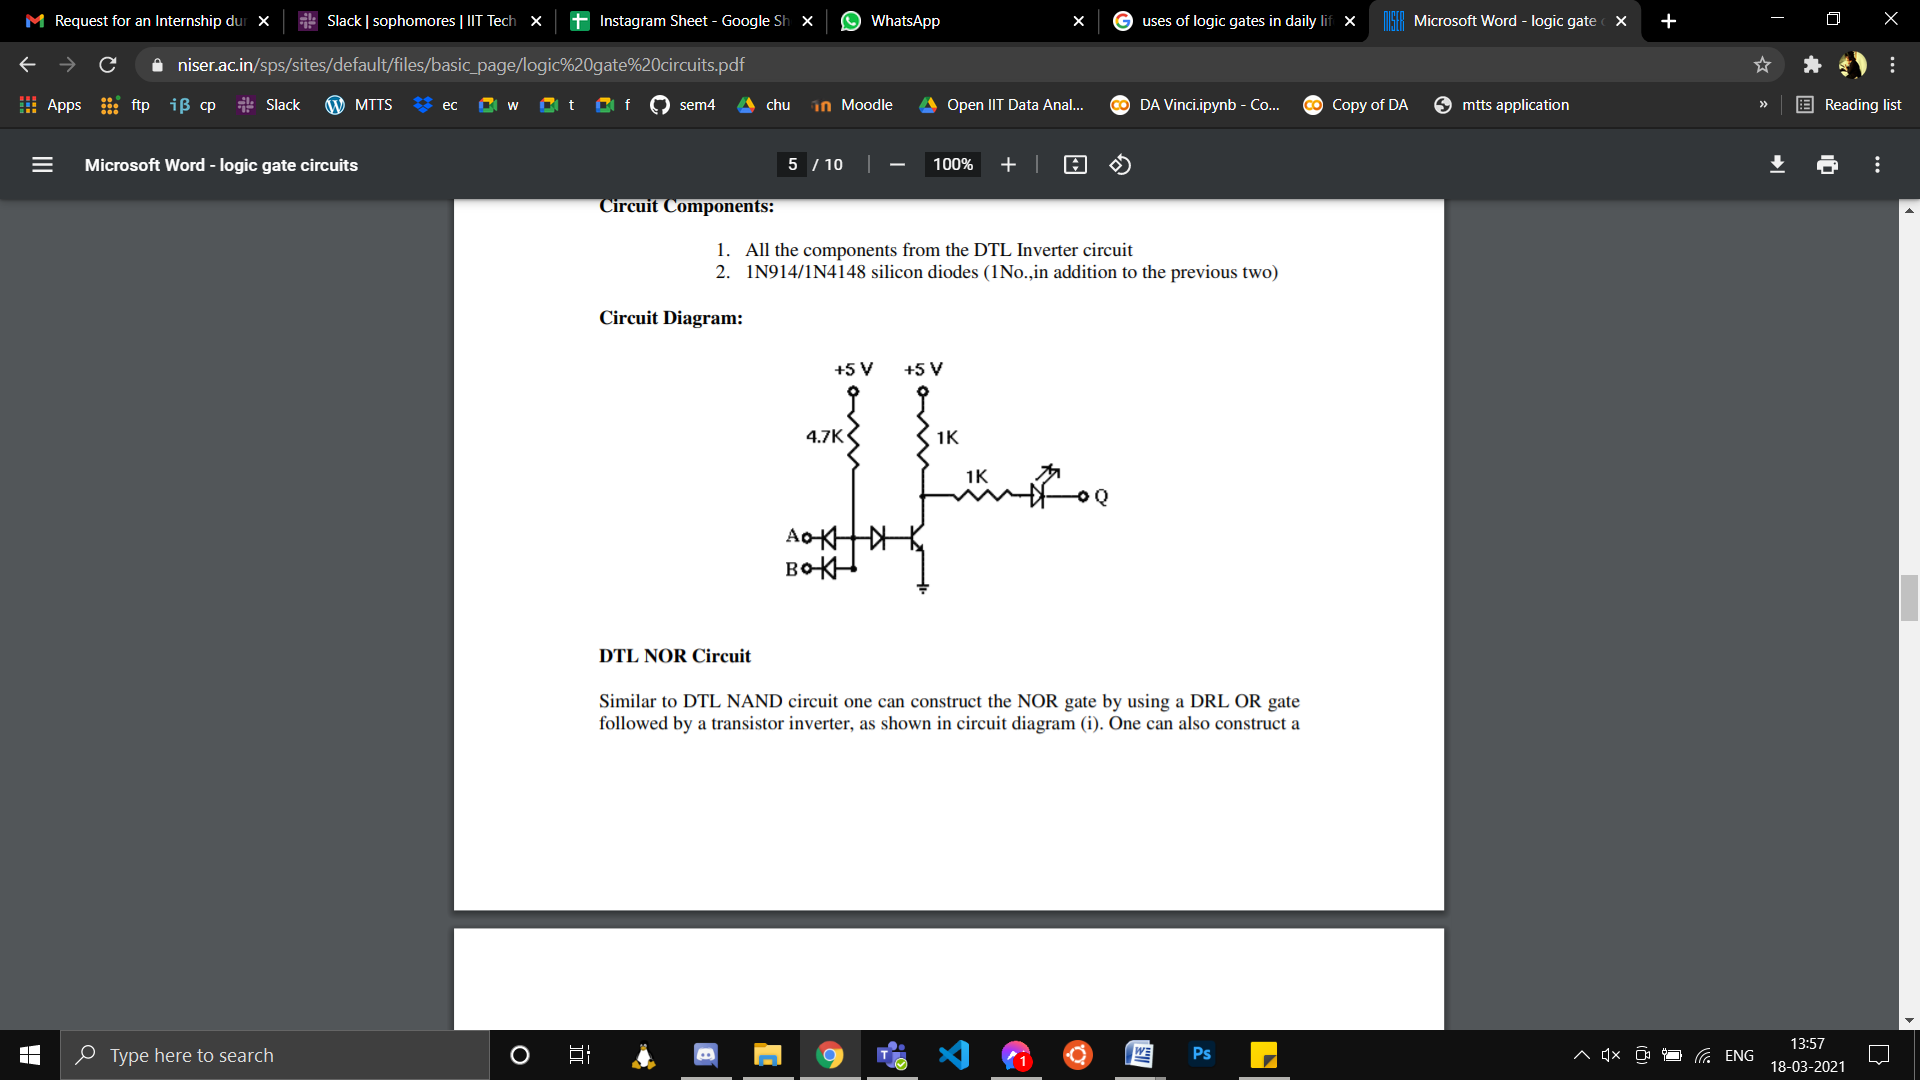 Request for an Internship dur
Slack | sophomores | IIT Tech
Instagram Sheet - Google Sh
WhatsApp
uses of logic gates in daily lif
Microsoft Word - logic gate c
niser.ac.in/sps/sites/default/files/basic_page/logic%20gate%20circuits.pdf
Apps
ftp
iβ cp
Slack
MTTS
ec
w
t
f
sem4
chu
Moodle
Open IIT Data Anal...
DA Vinci.ipynb - Co...
Copy of DA
mtts application
»
Reading list
Microsoft Word - logic gate circuits
5 / 10
100%
Circuit Components:
1. All the components from the DTL Inverter circuit
2. 1N914/1N4148 silicon diodes (1No.,in addition to the previous two)
Circuit Diagram:
+5 V +5 V
4.7K 1K
1K
Q
A
B
DTL NOR Circuit
Similar to DTL NAND circuit one can construct the NOR gate by using a DRL OR gate
followed by a transistor inverter, as shown in circuit diagram (i). One can also construct a
Type here to search
1
Ps
ENG
13:57
18-03-2021